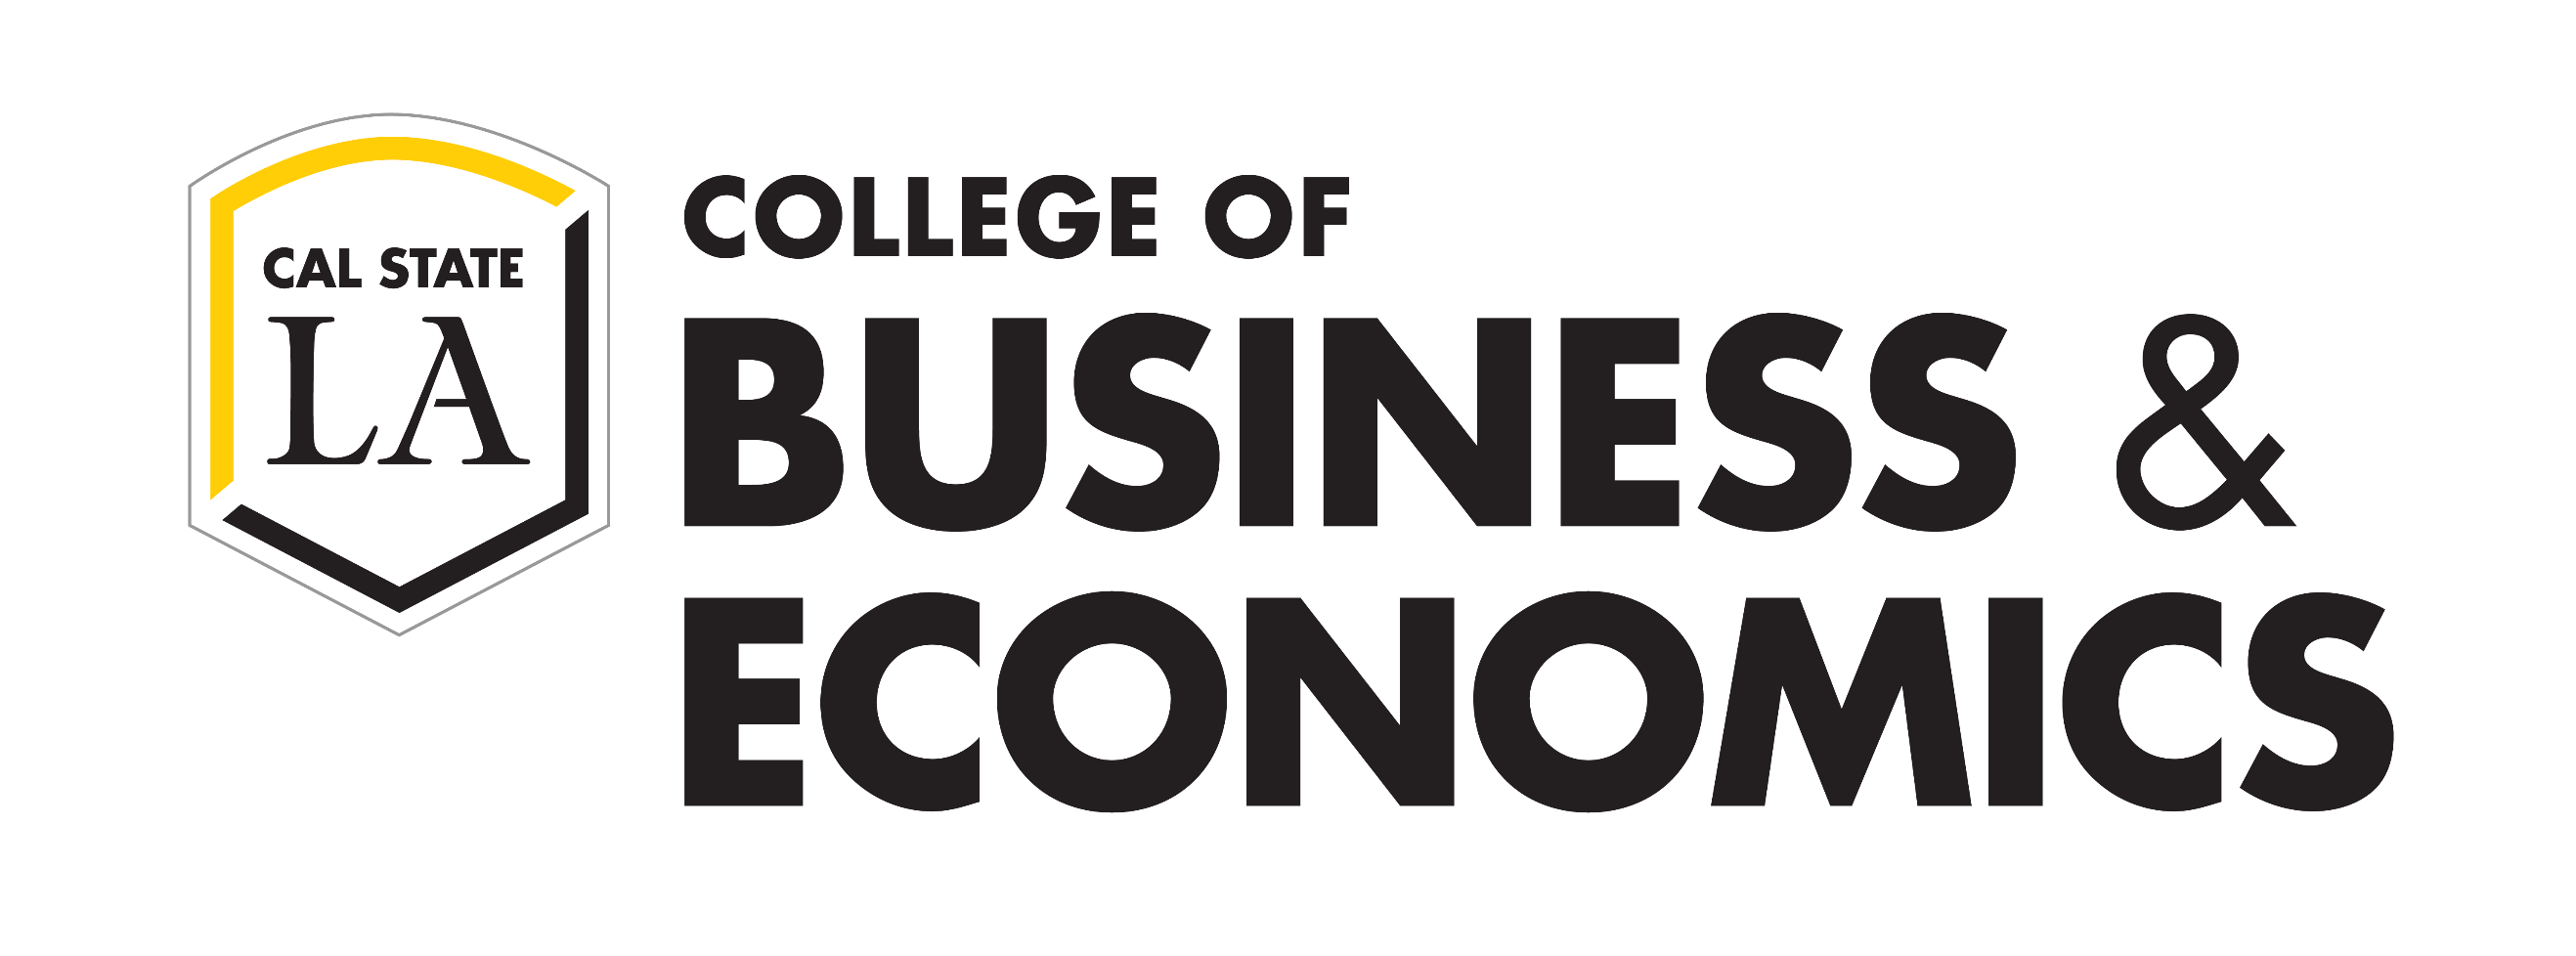 CAL STATE
LA
COLLEGE OF
BUSINESS &
ECONOMICS